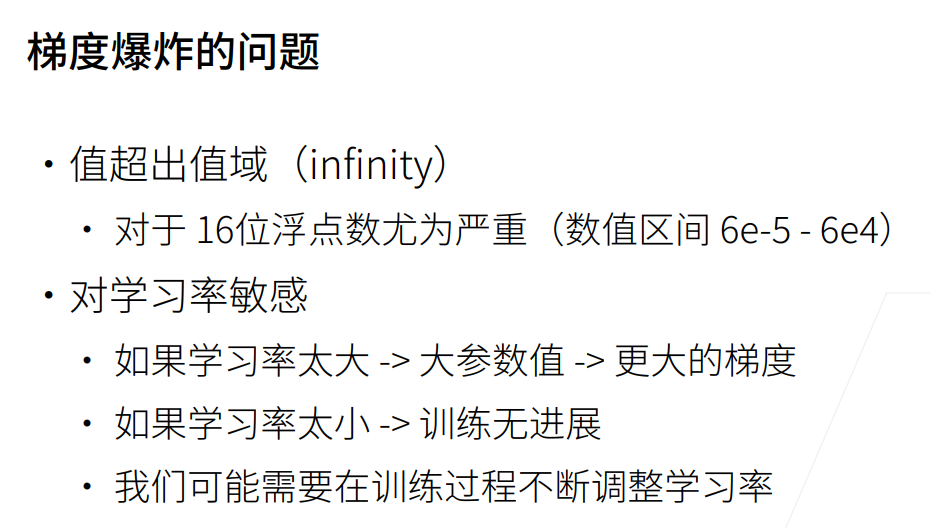 梯度爆炸的问题
• 值超出值域（infinity）
• 对于 16位浮点数尤为严重（数值区间 6e-5 - 6e4）
• 对学习率敏感
• 如果学习率太大 -> 大参数值 -> 更大的梯度
• 如果学习率太小 -> 训练无进展
• 我们可能需要在训练过程不断调整学习率